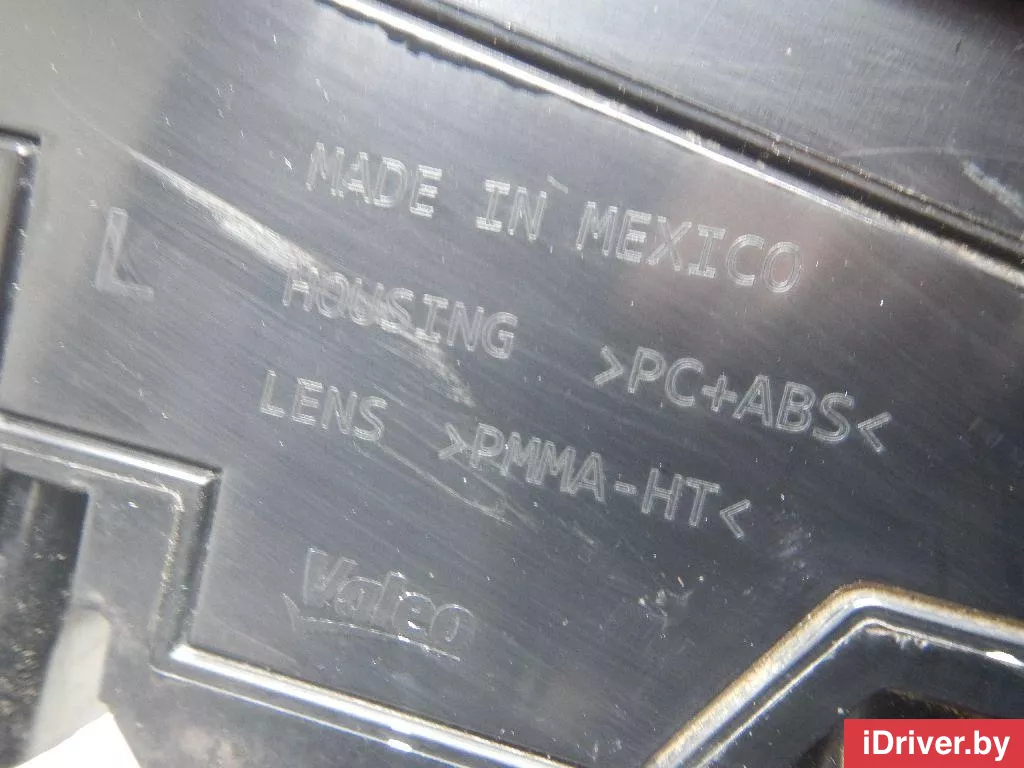 MADE IN MEXICO
L
HOUSING >PC+ABS<
LENS >PMMA-HT<
Valeo
iDriver.by